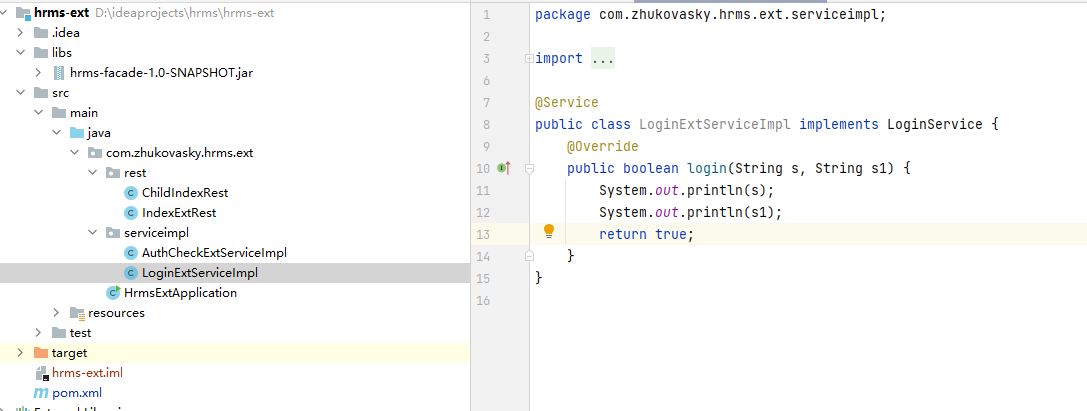 hrms-ext D:\ideaprojects\hrms\hrms-ext
.idea
libs
hrms-facade-1.0-SNAPSHOT.jar
src
main
java
com.zhukovasky.hrms.ext
rest
ChildIndexRest
IndexExtRest
serviceimpl
AuthCheckExtServiceImpl
LoginExtServiceImpl
HrmsExtApplication
resources
test
target
hrms-ext.iml
pom.xml
1 package com.zhukovasky.hrms.ext.serviceimpl;
2
3 import ...
6
7 @Service
8 public class LoginExtServiceImpl implements LoginService {
9 @Override
10 public boolean login(String s, String s1) {
11 System.out.println(s);
12 System.out.println(s1);
13 return true;
14 }
15 }
16